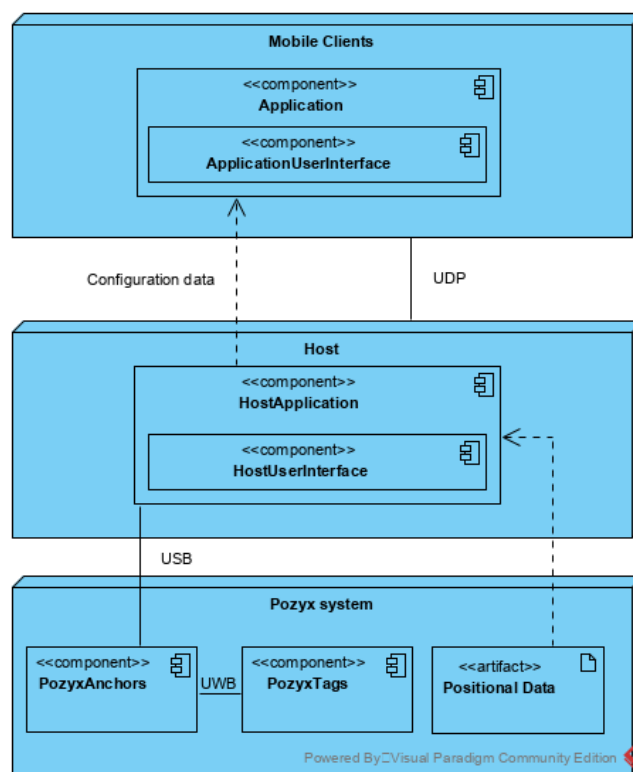 Mobile Clients
<<component>>
Application
<<component>>
ApplicationUserInterface
Configuration data
UDP
Host
<<component>>
HostApplication
<<component>>
HostUserInterface
USB
Pozyx system
<<component>>
PozyxAnchors
UWB
<<component>>
PozyxTags
<<artifact>>
Positional Data
Powered By Visual Paradigm Community Edition